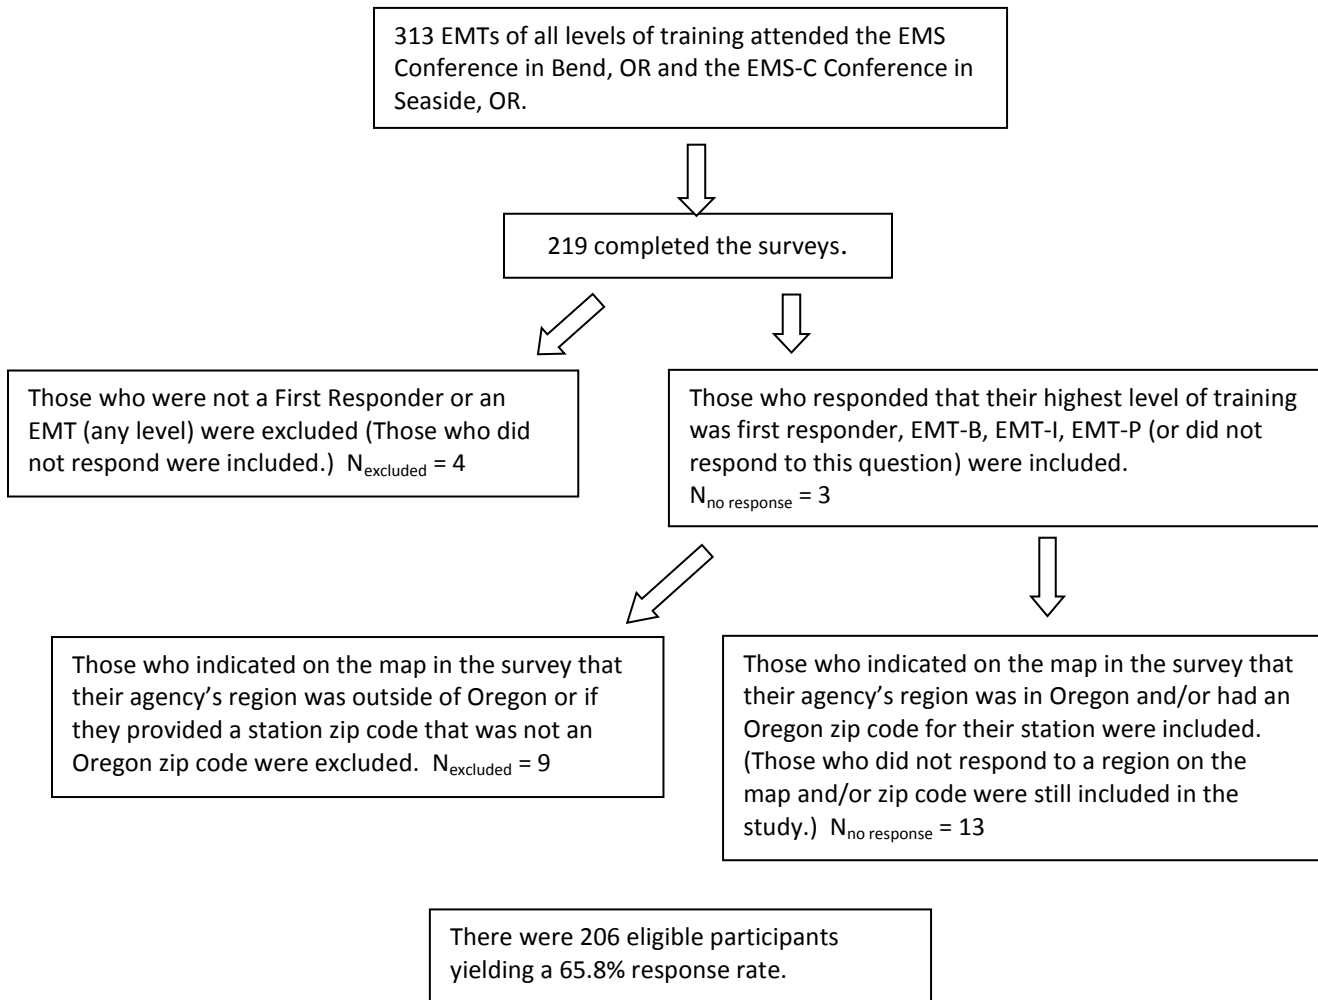 313 EMTs of all levels of training attended the EMS
Conference in Bend, OR and the EMS-C Conference in
Seaside, OR.
219 completed the surveys.
Those who were not a First Responder or an
EMT (any level) were excluded (Those who did
not respond were included.) N excluded = 4
Those who responded that their highest level of training
was first responder, EMT-B, EMT-I, EMT-P (or did not
respond to this question) were included.
N no response = 3
Those who indicated on the map in the survey that
their agency’s region was outside of Oregon or if
they provided a station zip code that was not an
Oregon zip code were excluded. N excluded = 9
Those who indicated on the map in the survey that
their agency’s region was in Oregon and/or had an
Oregon zip code for their station were included.
(Those who did not respond to a region on the
map and/or zip code were still included in the
study.) N no response = 13
There were 206 eligible participants
yielding a 65.8% response rate.